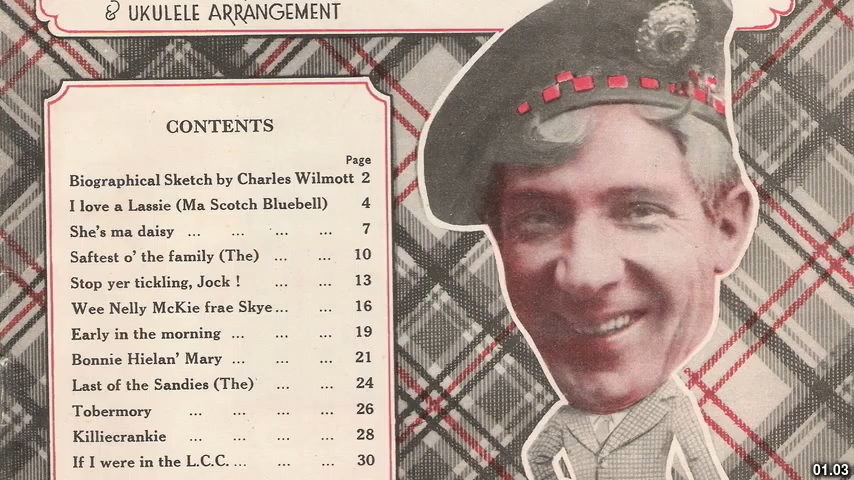 & UKULELE ARRANGEMENT
CONTENTS
Page
Biographical Sketch by Charles Wilmott 2
I love a Lassie (Ma Scotch Bluebell) 4
She's ma daisy ... ... ... ... 7
Saftest o' the family (The) ... ... 10
Stop yer tickling, Jock ! ... ... 13
Wee Nelly McKie frae Skye ... ... 16
Early in the morning ... ... ... 19
Bonnie Hielan' Mary ... ... ... 21
Last of the Sandies (The) ... ... 24
Tobermory ... ... ... ... 26
Killiecrankie ... ... ... ... 28
If I were in the L.C.C. ... ... ... 30
01.03